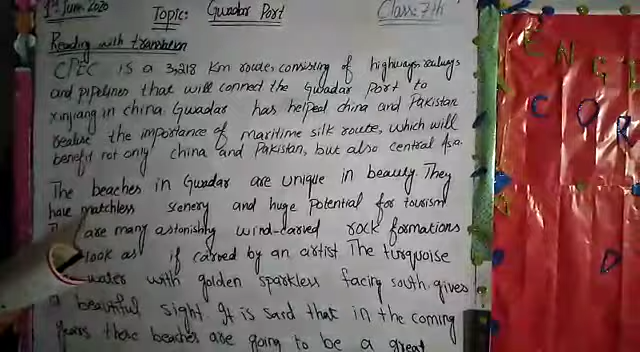 1st June 2020
Topic: Gwadar Port
Class: 7th
Reading with translation
CPEC is a 3,218 Km route, consisting of highways, railways
and pipelines that will connect the Gwadar Port to
xinjiang in china. Gwadar has helped china and Pakistan
realise the importance of maritime silk route, which will
benefit not only china and Pakistan, but also central Asia.
The beaches in Gwadar are unique in beauty. They
have matchless scenery and huge potential for tourism
are many astonishing wind-carved rock formations
look as if carved by an artist The turquoise
water with golden sparkless facing south, gives
a beautiful sight. It is said that in the coming
years these beaches are going to be a great
ENGL
COR
D